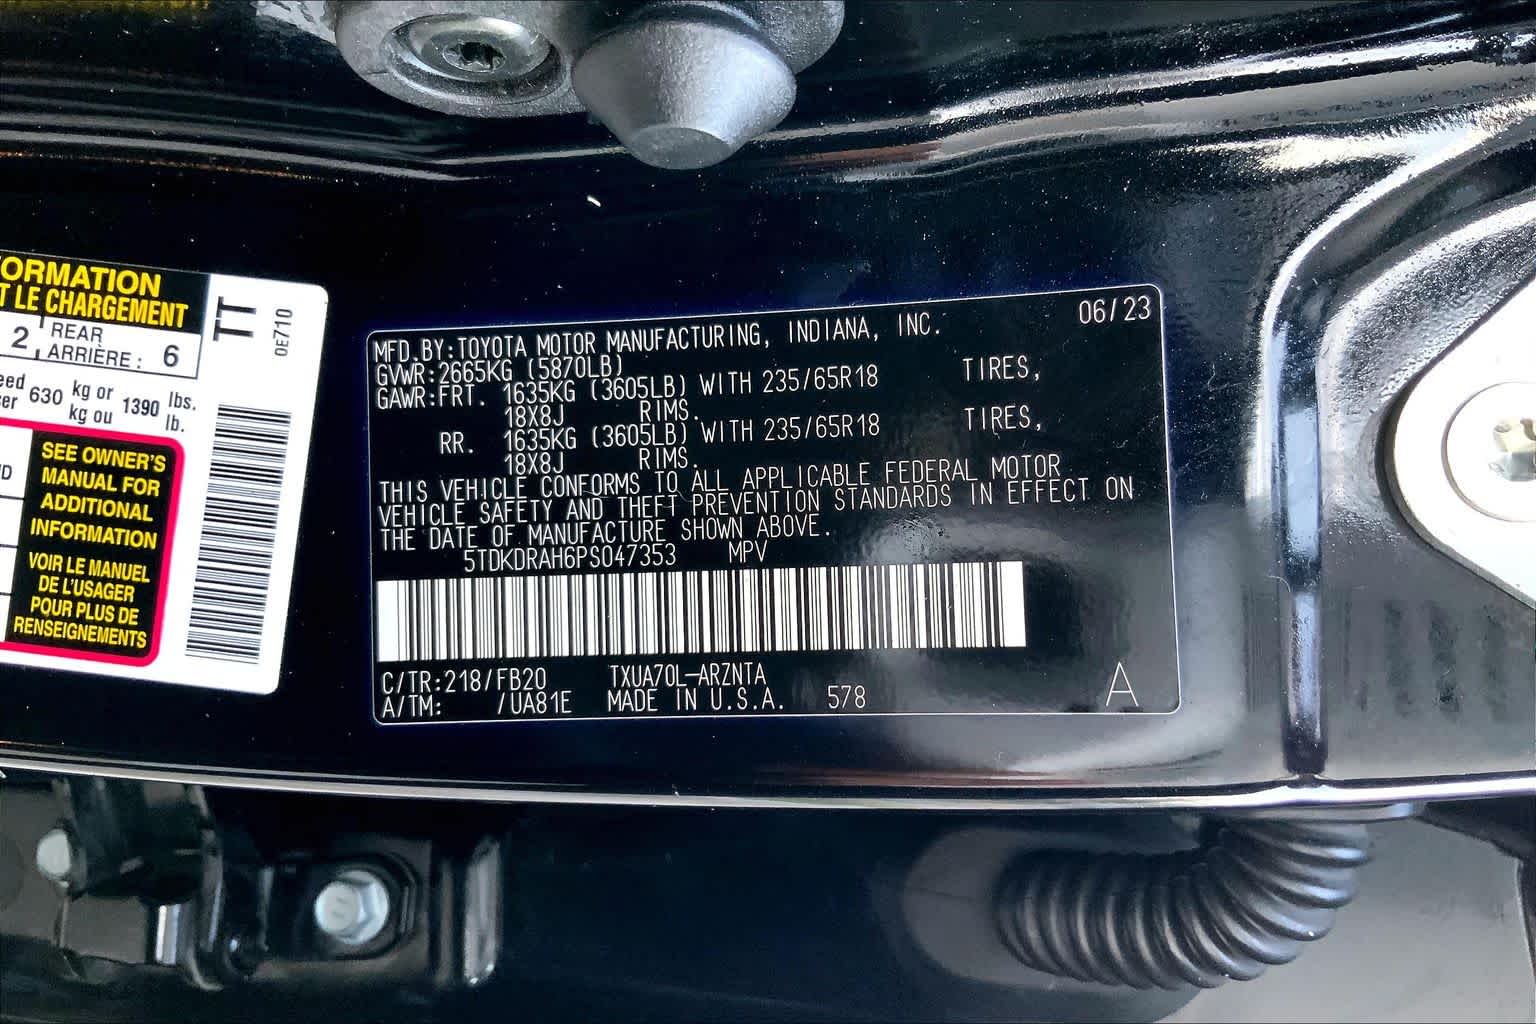 ORMATION
T LE CHARGEMENT
2 REAR
ARRIÈRE : 6
eed 630 kg or 1390 lbs.
ser kg ou lb.
SEE OWNER'S
MANUAL FOR
ADDITIONAL
INFORMATION
VOIR LE MANUEL
DE L'USAGER
POUR PLUS DE
RENSEIGNEMENTS
TT
0E710
06/23
MFD.BY:TOYOTA MOTOR MANUFACTURING, INDIANA, INC.
GVWR:2665KG (5870LB)
GAWR:FRT. 1635KG (3605LB) WITH 235/65R18 TIRES,
18X8J RIMS.
RR. 1635KG (3605LB) WITH 235/65R18 TIRES,
18X8J RIMS.
THIS VEHICLE CONFORMS TO ALL APPLICABLE FEDERAL MOTOR
VEHICLE SAFETY AND THEFT PREVENTION STANDARDS IN EFFECT ON
THE DATE OF MANUFACTURE SHOWN ABOVE.
5TDKDRAH6PS047353 MPV
C/TR:218/FB20 TXUA70L-ARZNTA
A/TM: /UA81E MADE IN U.S.A. 578
A